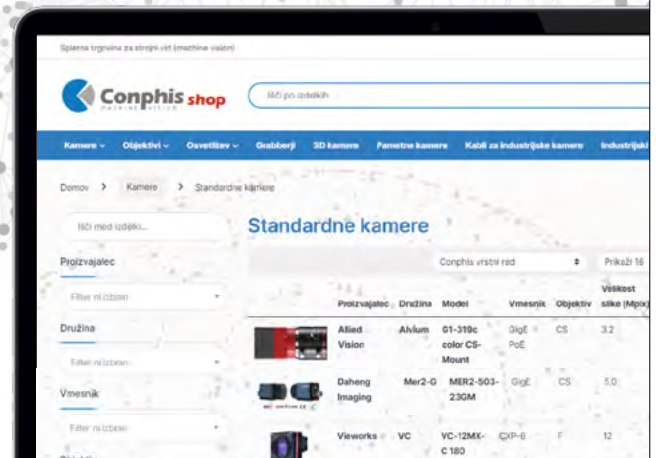 Spletna trgovina za strojni vid (machine vision)
Conphis shop
MACHINE VISION
Išči po izdelkih
Kamere Objektivi Osvetlitev Grabberji 3D kamere Pametne kamere Kabli za industrijske kamere Industrijski
Domov > Kamere > Standardne kamere
Išči med izdelki...
Standardne kamere
Proizvajalec
Conphis vrstni red
Prikaži 16
Filter ni izbran
Družina
Filter ni izbran
Vmesnik
Filter ni izbran
Proizvajalec Družina Model Vmesnik Objektiv Velikost slike (Mpix)
Allied Vision Alvium G1-319c color CS-Mount GigE PoE CS 3.2
Daheng Imaging Mer2-G MER2-503-23GM GigE CS 5.0
Vieworks VC VC-12MX-C 180 CXP-6 F 12